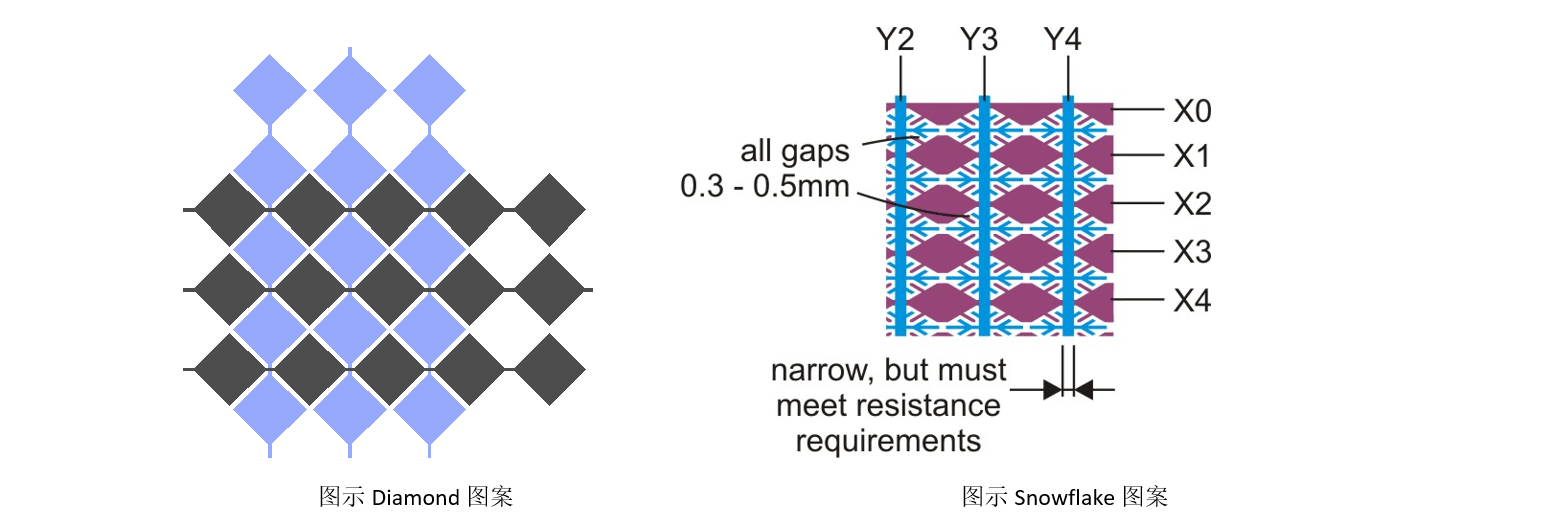 Y2 Y3 Y4
X0
all gaps
X1
0.3 - 0.5mm
X2
X3
X4
narrow, but must
meet resistance
requirements
图示 Diamond 图案
图示 Snowflake 图案